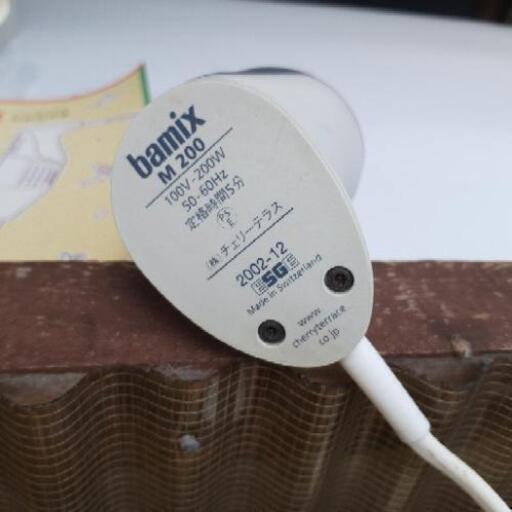 bamix
M 200
100V-200W
50-60Hz
定格時間5分
PS
E
(株)チェリーテラス
2002-12
SG
Made in Switzerland
www.
cherryterrace
.co.jp